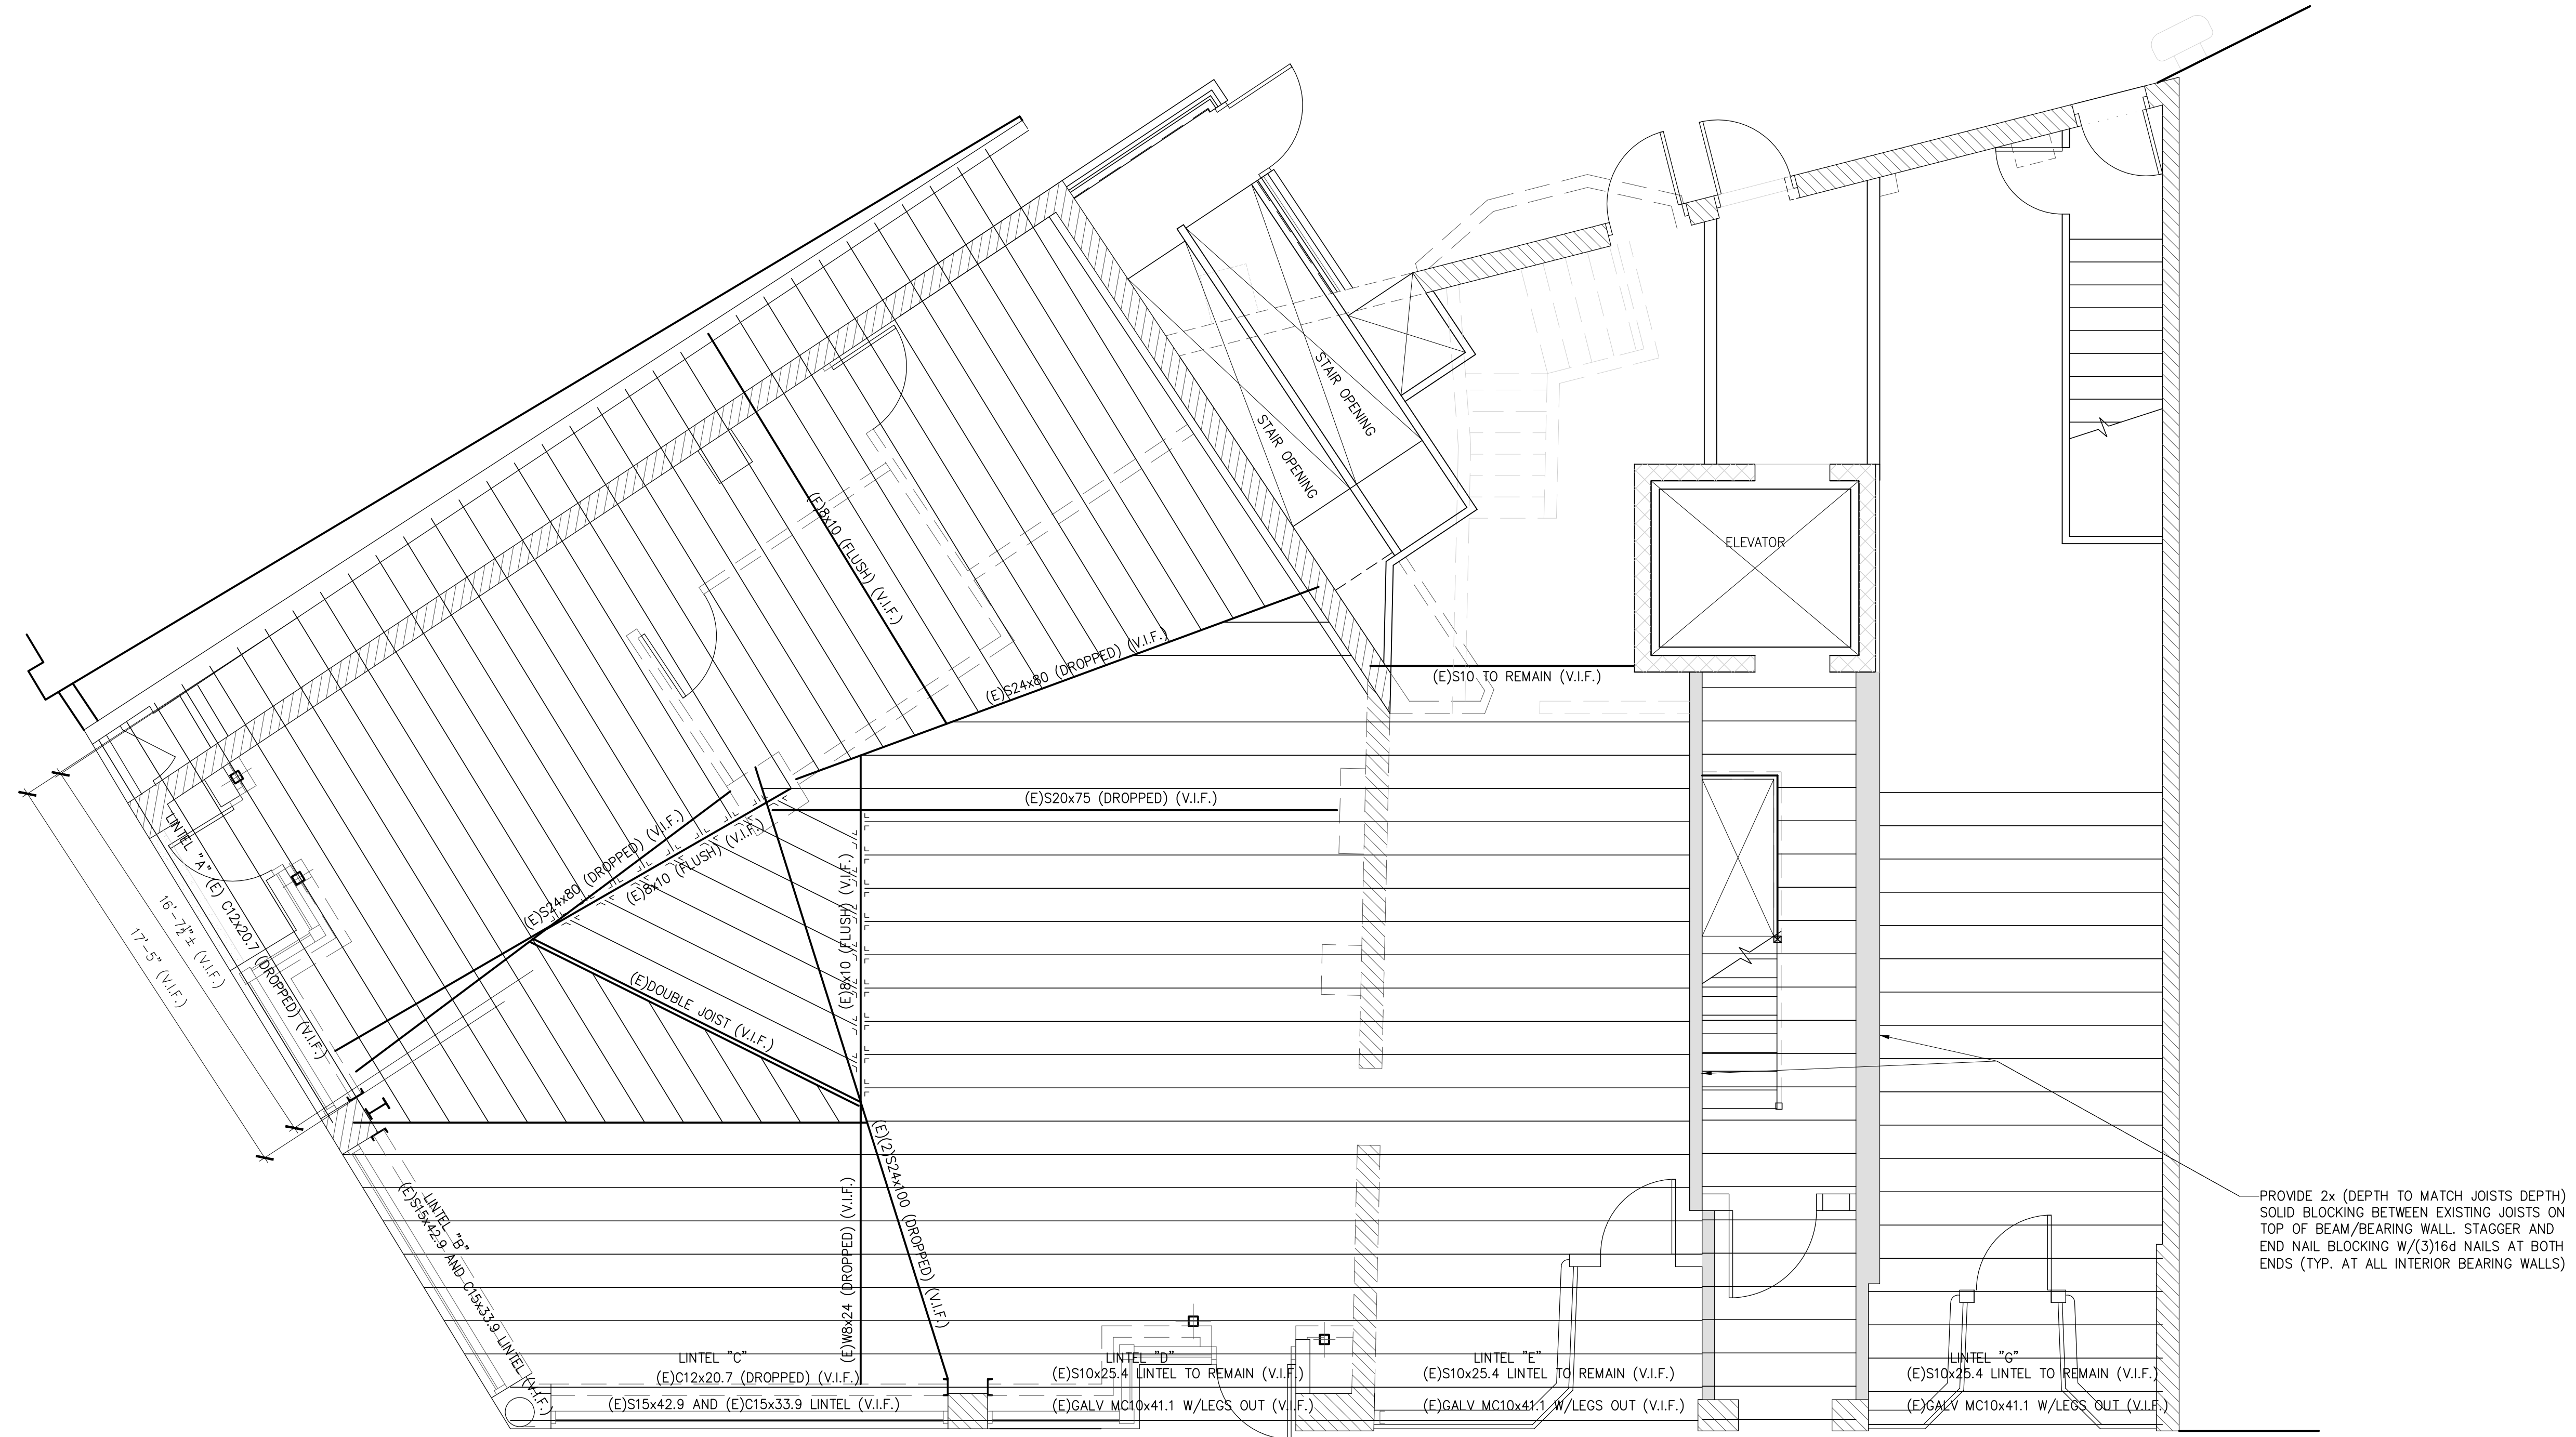 STAIR OPENING
STAIR OPENING
(E)8x10 (FLUSH) (V.I.F.)
ELEVATOR
(E)S24x80 (DROPPED) (V.I.F.)
(E)S10 TO REMAIN (V.I.F.)
(E)S20x75 (DROPPED) (V.I.F.)
(E)S24x80 (DROPPED) (V.I.F.)
(E)8x10 (FLUSH) (V.I.F.)
(E)8x10 (FLUSH) (V.I.F.)
LINTEL "A" (E) C12x20.7 (DROPPED) (V.I.F.)
16'-7½"± (V.I.F.)
17'-5" (V.I.F.)
(E)DOUBLE JOIST (V.I.F.)
(E)(2)S24x100 (DROPPED) (V.I.F.)
(E)W8x24 (DROPPED) (V.I.F.)
LINTEL "B"
(E)S15x42.9 AND C15x33.9 LINTEL (V.I.F.)
PROVIDE 2x (DEPTH TO MATCH JOISTS DEPTH)
SOLID BLOCKING BETWEEN EXISTING JOISTS ON
TOP OF BEAM/BEARING WALL. STAGGER AND
END NAIL BLOCKING W/(3)16d NAILS AT BOTH
ENDS (TYP. AT ALL INTERIOR BEARING WALLS)
LINTEL "C"
(E)C12x20.7 (DROPPED) (V.I.F.)
(E)S15x42.9 AND (E)C15x33.9 LINTEL (V.I.F.)
LINTEL "D"
(E)S10x25.4 LINTEL TO REMAIN (V.I.F.)
(E)GALV MC10x41.1 W/LEGS OUT (V.I.F.)
LINTEL "E"
(E)S10x25.4 LINTEL TO REMAIN (V.I.F.)
(E)GALV MC10x41.1 W/LEGS OUT (V.I.F.)
LINTEL "G"
(E)S10x25.4 LINTEL TO REMAIN (V.I.F.)
(E)GALV MC10x41.1 W/LEGS OUT (V.I.F.)